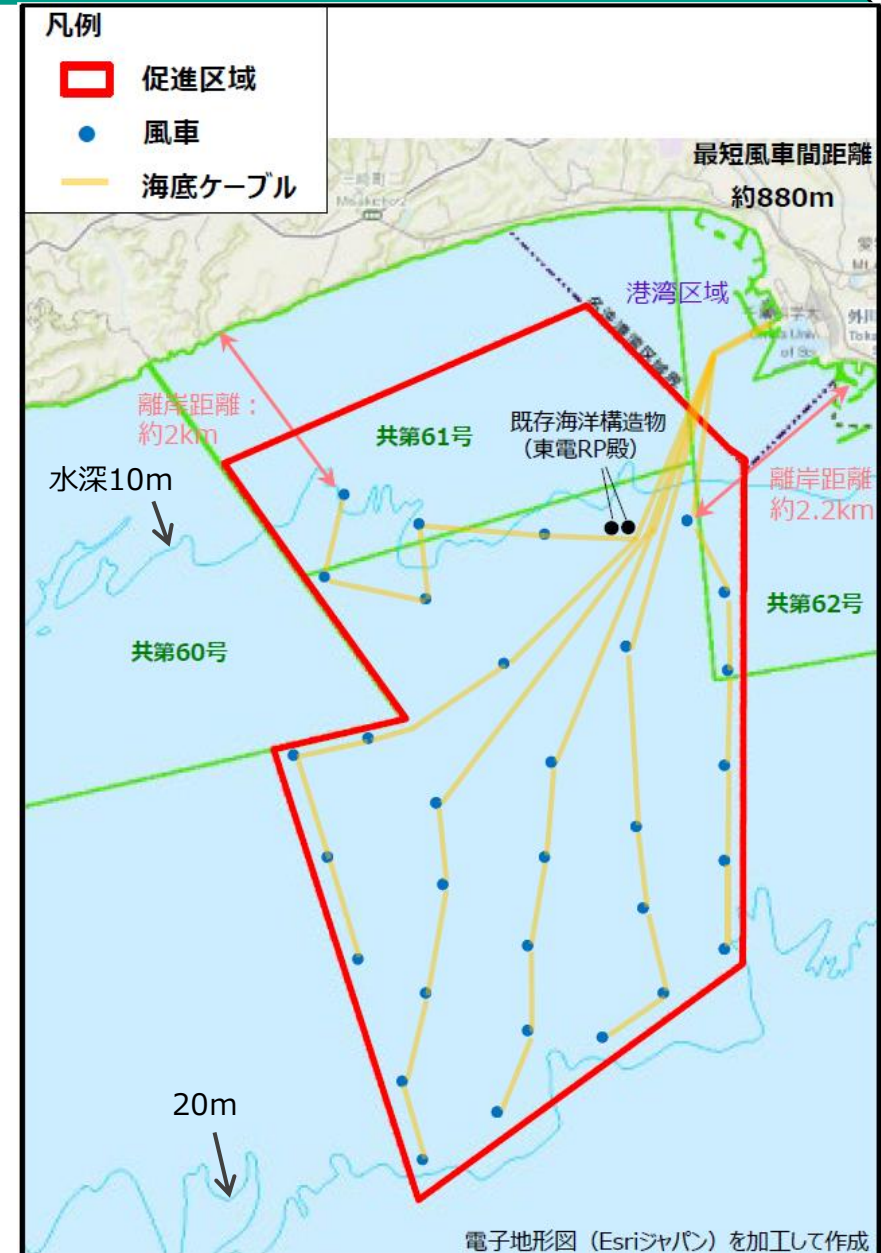 凡例
促進区域
風車
海底ケーブル
最短風車間距離
約880m
三崎町二
港湾区域
離岸距離：
約2km
共第61号
既存海洋構造物
（東電RP殿）
水深10m
離岸距離
約2.2km
共第62号
共第60号
20m
電子地形図（Esriジャパン）を加工して作成